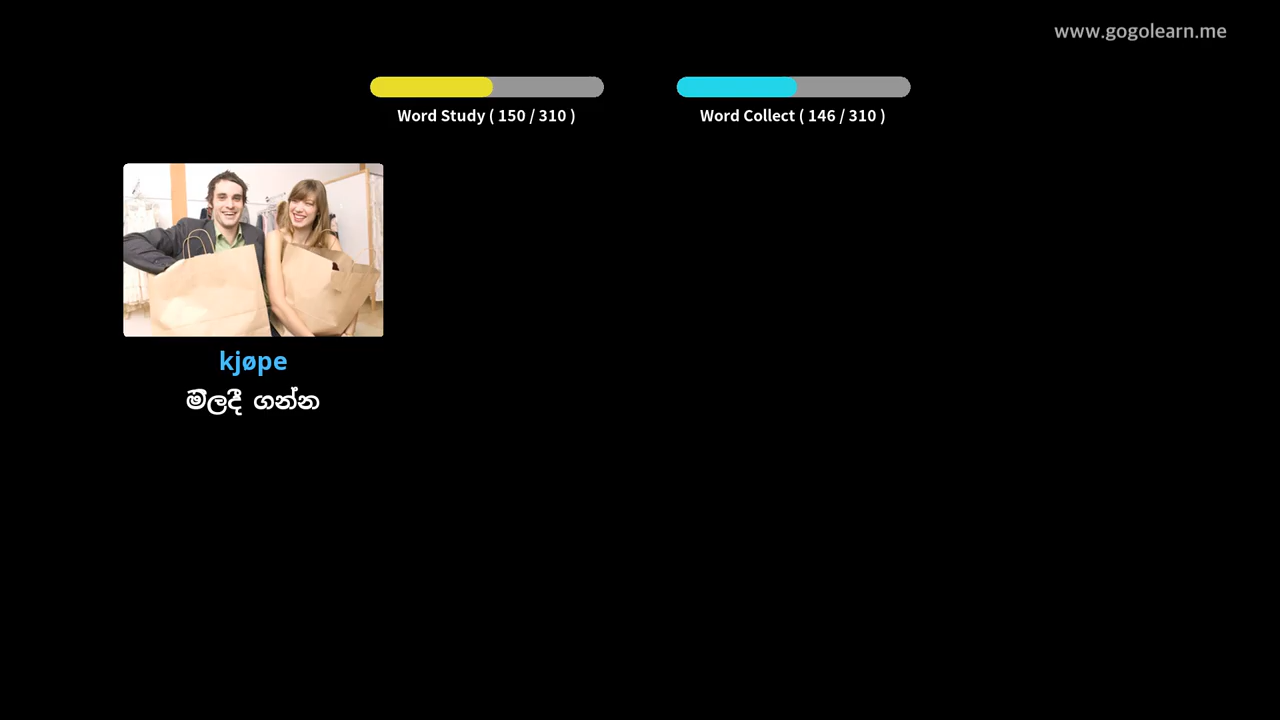 www.gogolearn.me
Word Study ( 150 / 310 )
Word Collect ( 146 / 310 )
kjøpe
මිලදී ගන්න